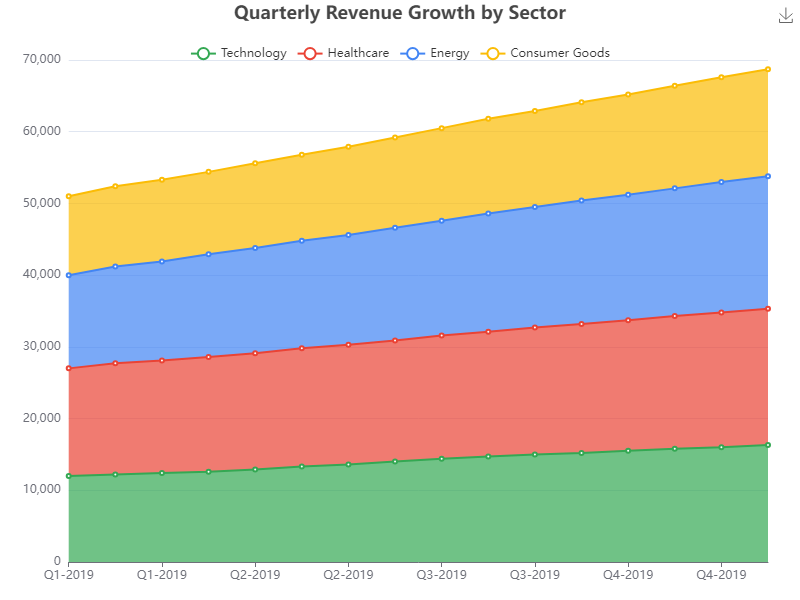 Quarterly Revenue Growth by Sector
Technology Healthcare Energy Consumer Goods
70,000
60,000
50,000
40,000
30,000
20,000
10,000
0
Q1-2019 Q1-2019 Q2-2019 Q2-2019 Q3-2019 Q3-2019 Q4-2019 Q4-2019